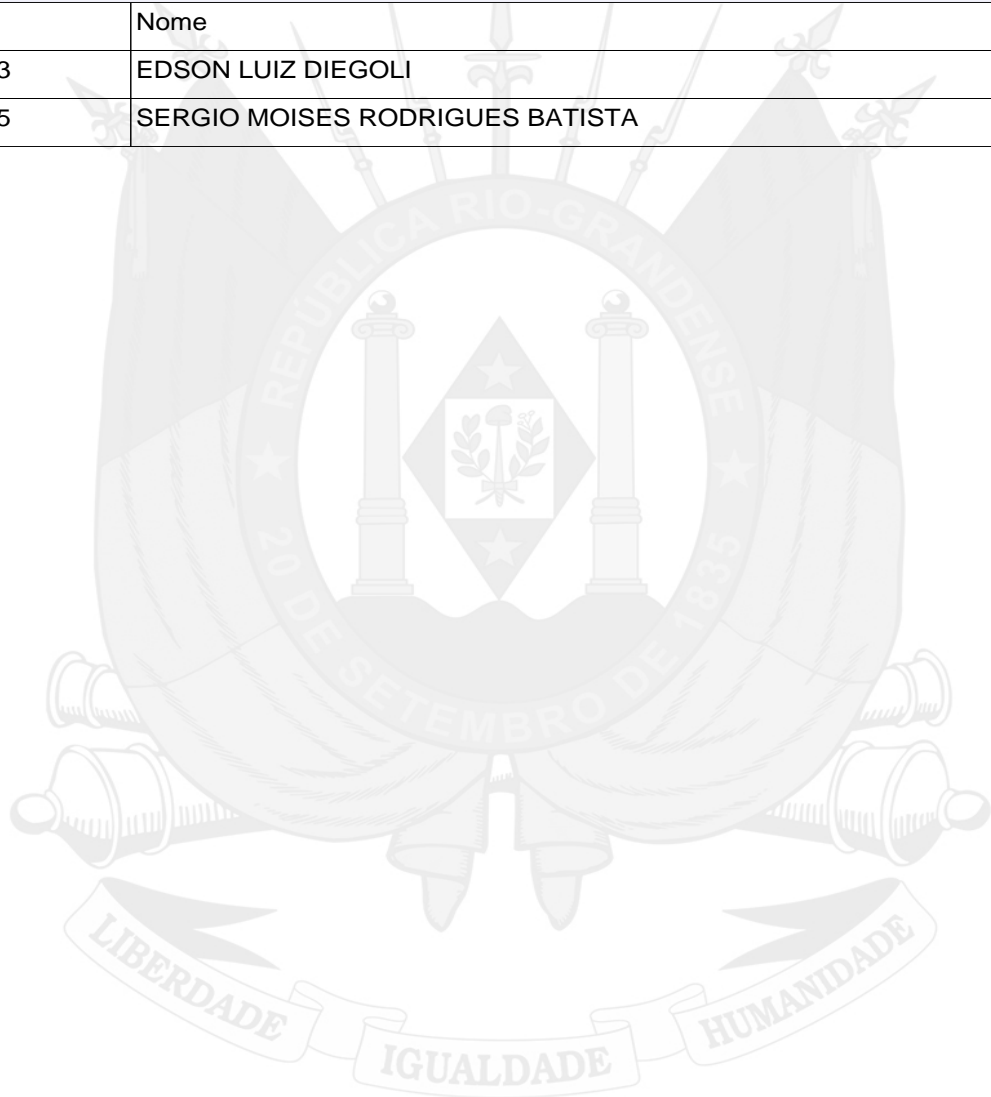 Nome
3 EDSON LUIZ DIEGOLI
5 SERGIO MOISES RODRIGUES BATISTA
REPÚBLICA RIO-GRANDENSE
★ 20 DE SETEMBRO DE 1835 ★
LIBERDADE IGUALDADE HUMANIDADE